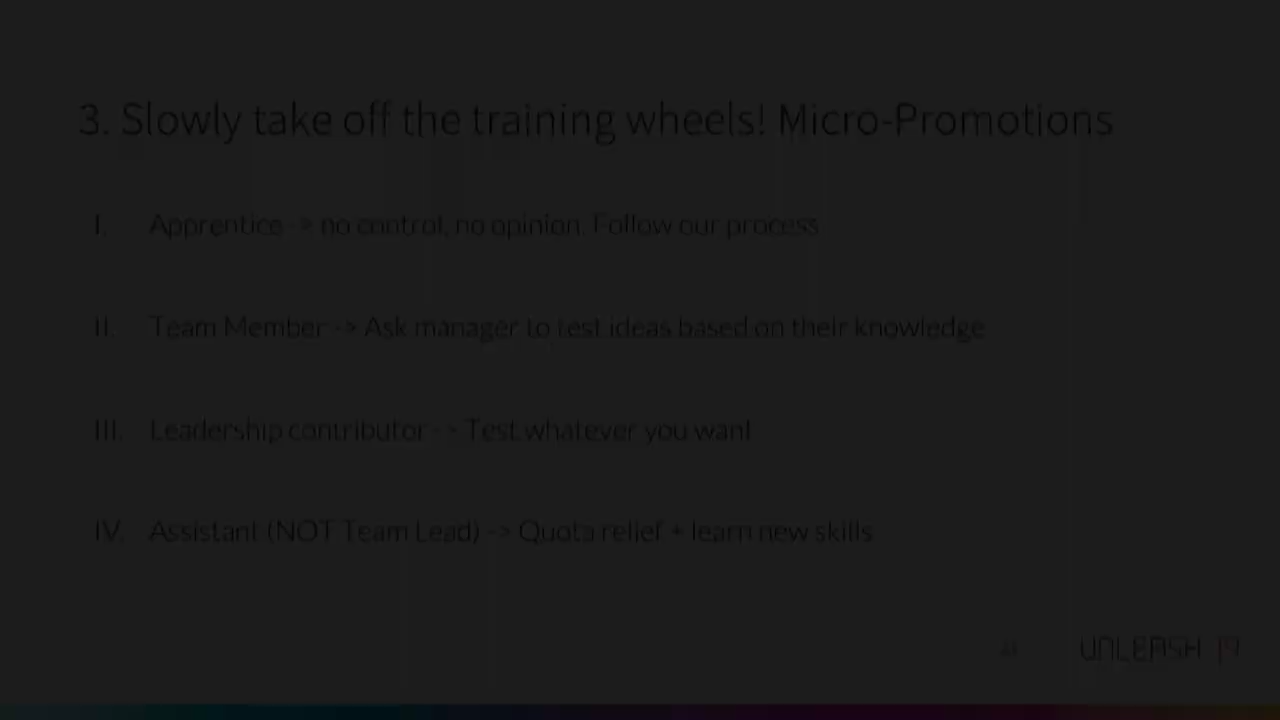 3. Slowly take off the training wheels! Micro-Promotions
I. Apprentice -> no control, no opinion. Follow our process
II. Team Member -> Ask manager to test ideas based on their knowledge
III. Leadership contributor -> Test whatever you want
IV. Assistant (NOT Team Lead) -> Quota relief + learn new skills
UNLEASH 19